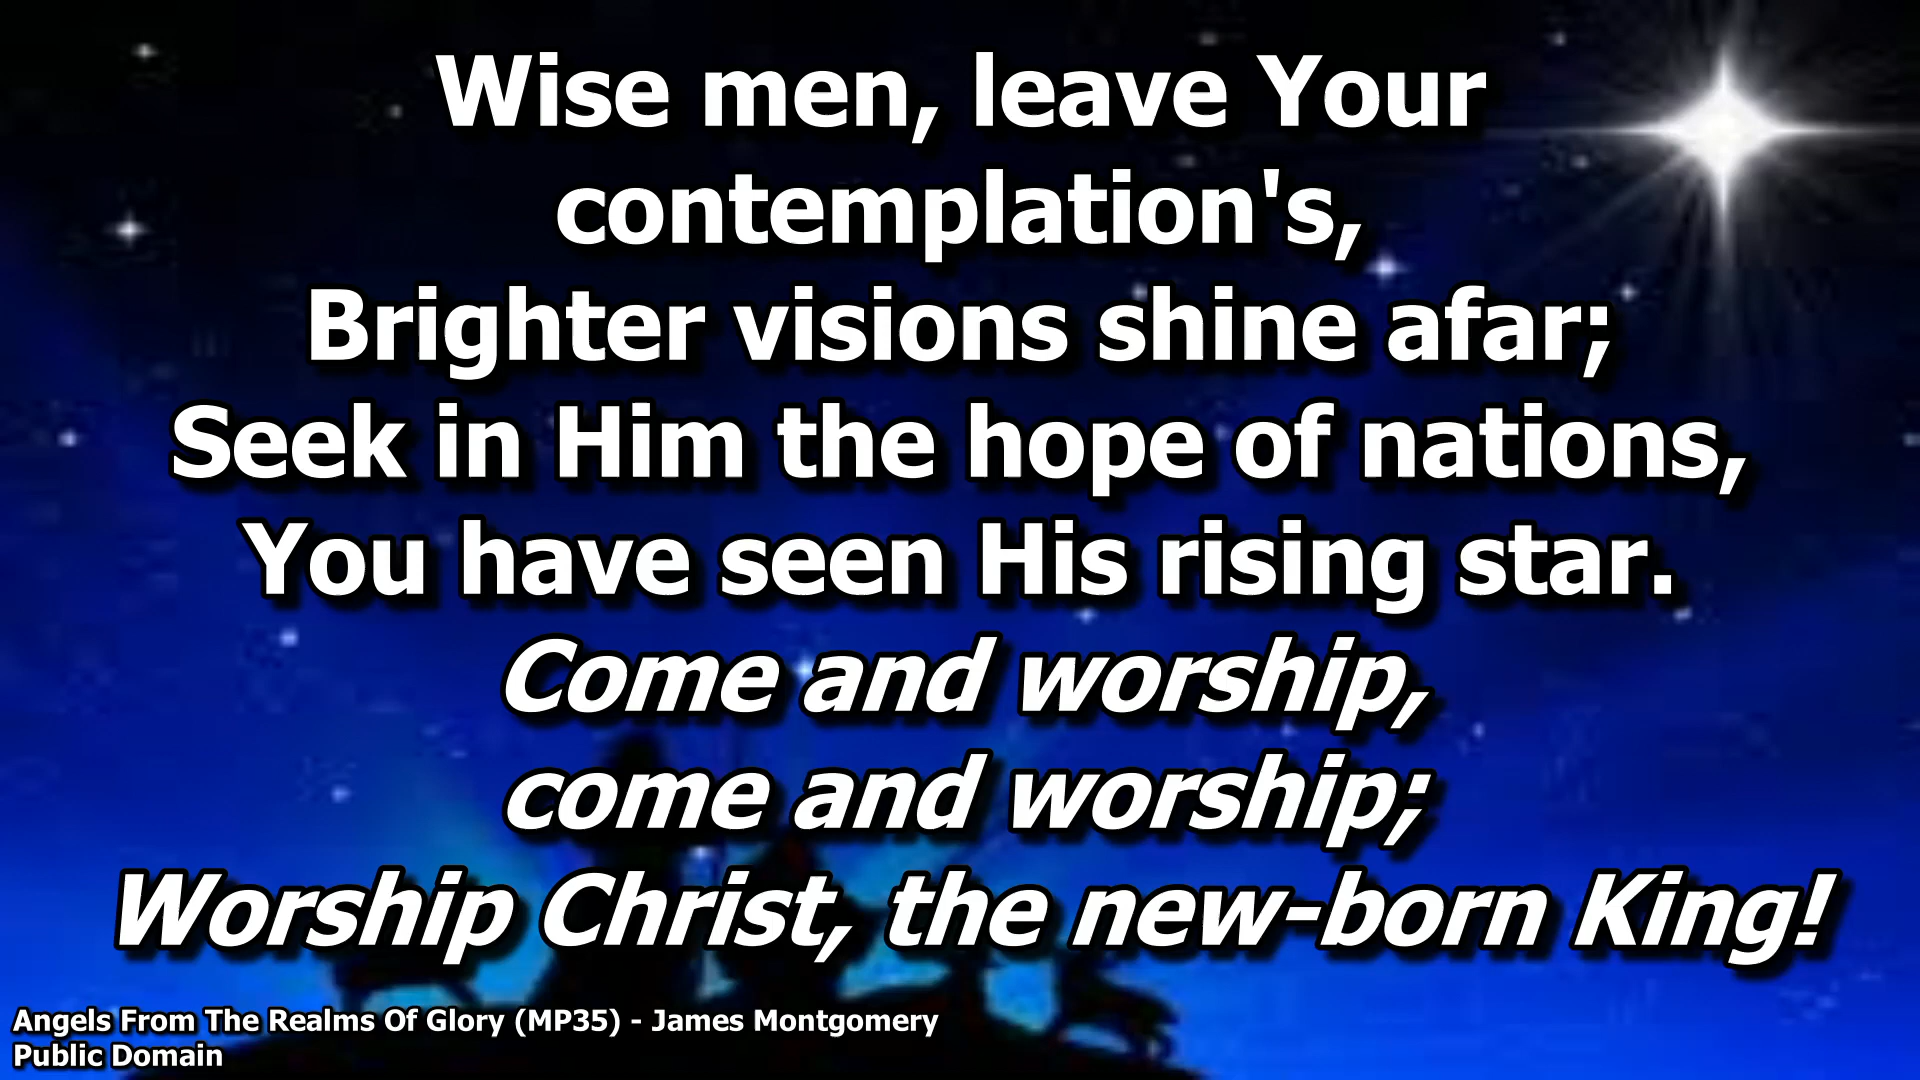 Wise men, leave Your
contemplation's,
Brighter visions shine afar;
Seek in Him the hope of nations,
You have seen His rising star.
Come and worship,
come and worship;
Worship Christ, the new-born King!
Angels From The Realms Of Glory (MP35) - James Montgomery
Public Domain